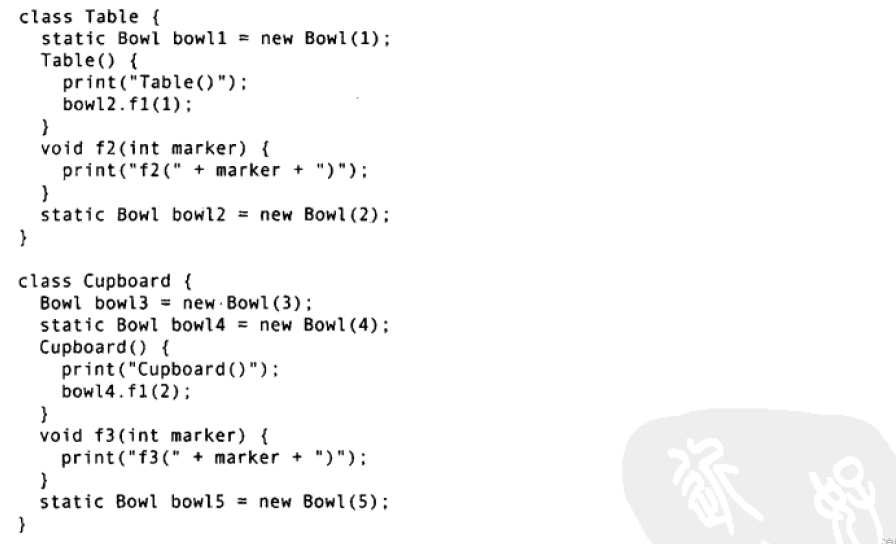 class Table {
  static Bowl bowl1 = new Bowl(1);
  Table() {
    print("Table()");
    bowl2.f1(1);
  }
  void f2(int marker) {
    print("f2(" + marker + ")");
  }
  static Bowl bowl2 = new Bowl(2);
}

class Cupboard {
  Bowl bowl3 = new Bowl(3);
  static Bowl bowl4 = new Bowl(4);
  Cupboard() {
    print("Cupboard()");
    bowl4.f1(2);
  }
  void f3(int marker) {
    print("f3(" + marker + ")");
  }
  static Bowl bowl5 = new Bowl(5);
}